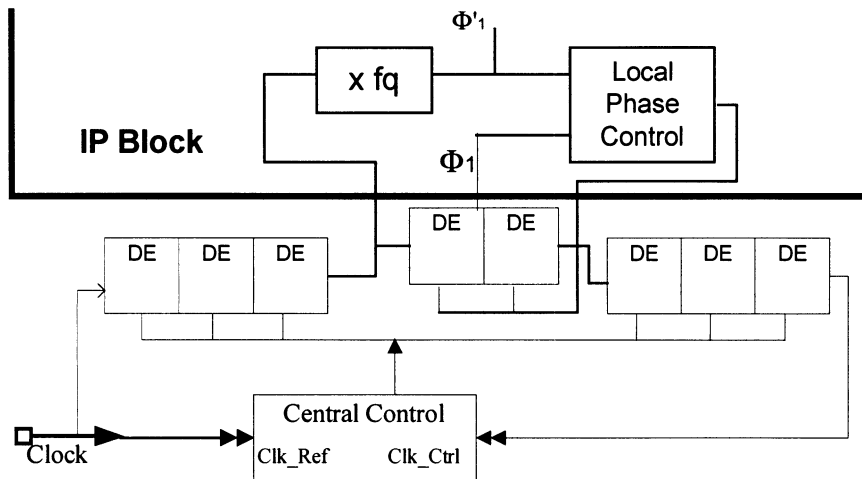 Φ'1
x fq
Local
Phase
Control
IP Block
Φ1
DE DE
DE DE DE
DE DE DE
Central Control
Clock
Clk_Ref Clk_Ctrl